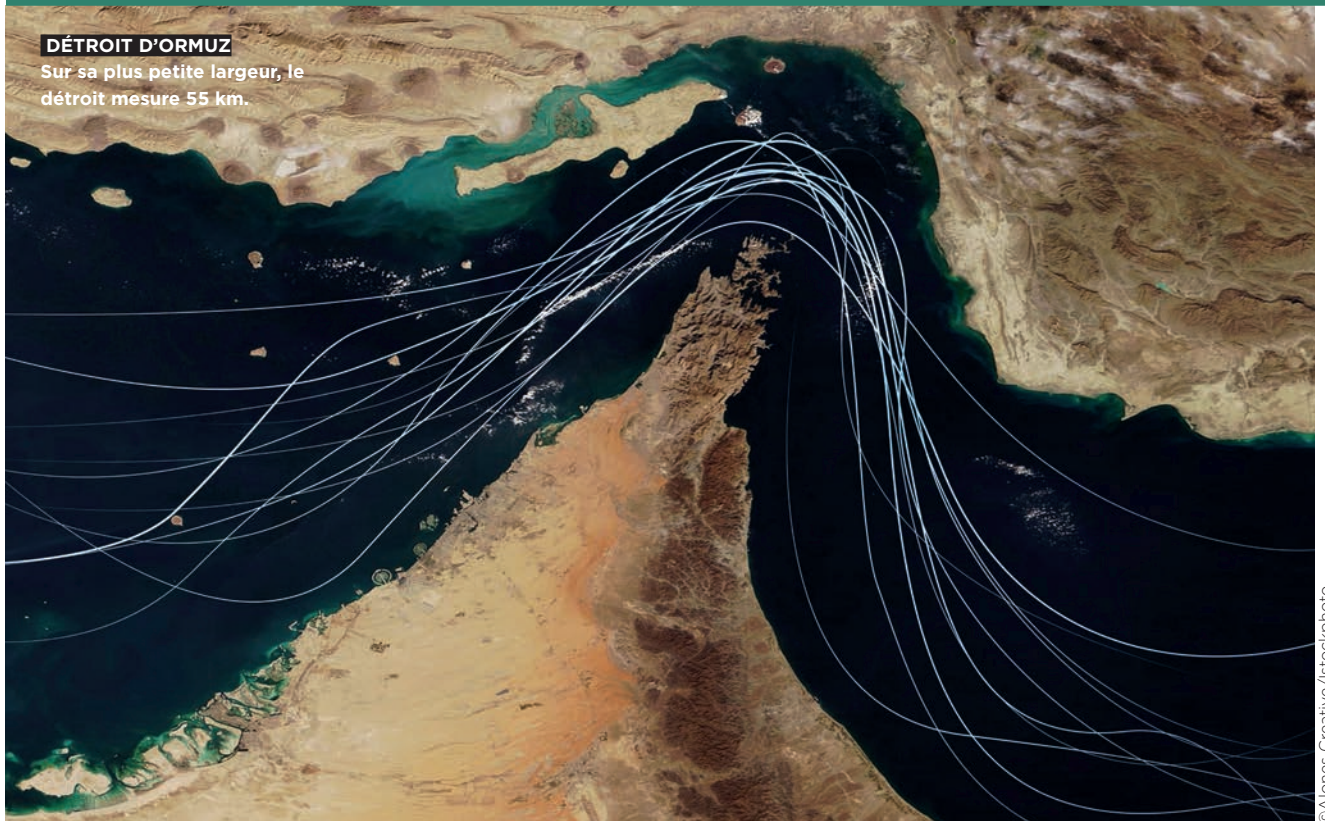 DÉTROIT D'ORMUZ
Sur sa plus petite largeur, le
détroit mesure 55 km.
©Alones Creative/Istockphoto